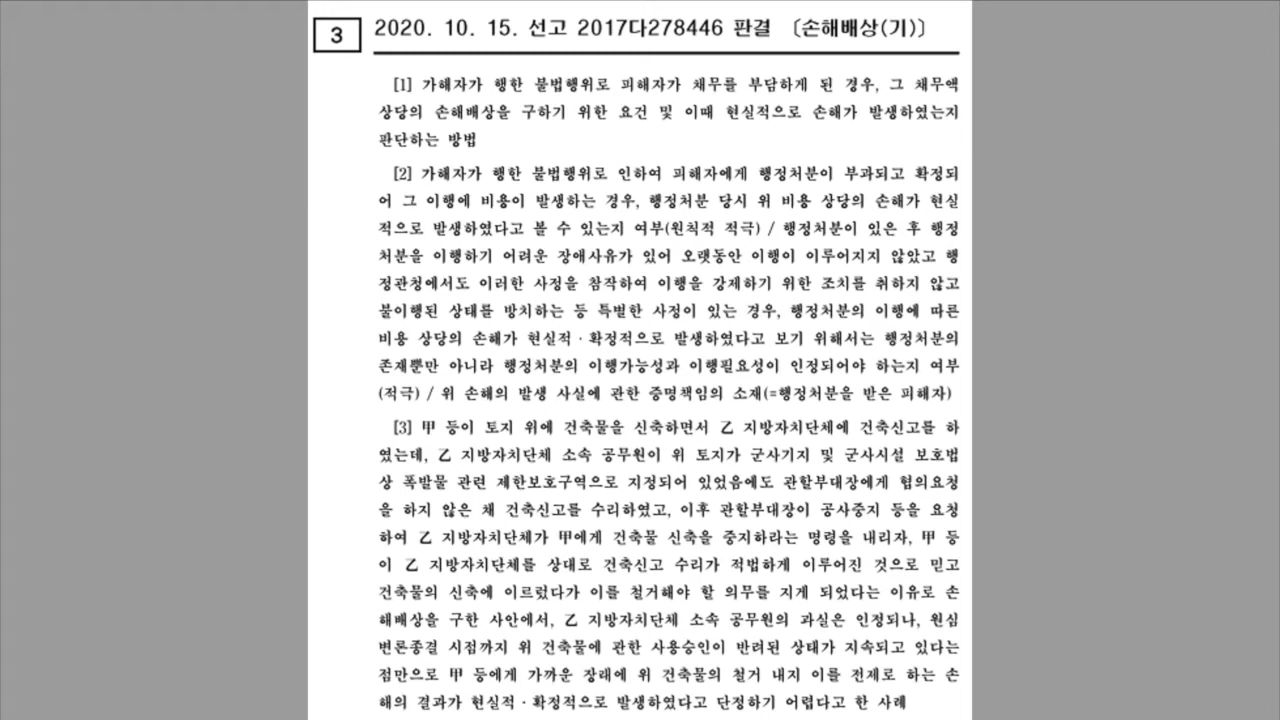 3
2020. 10. 15. 선고 2017다278446 판결 〔손해배상(기)〕
[1] 가해자가 행한 불법행위로 피해자가 채무를 부담하게 된 경우, 그 채무액
상당의 손해배상을 구하기 위한 요건 및 이때 현실적으로 손해가 발생하였는지
판단하는 방법
[2] 가해자가 행한 불법행위로 인하여 피해자에게 행정처분이 부과되고 확정되
어 그 이행에 비용이 발생하는 경우, 행정처분 당시 위 비용 상당의 손해가 현실
적으로 발생하였다고 볼 수 있는지 여부(원칙적 적극) / 행정처분이 있은 후 행정
처분을 이행하기 어려운 장애사유가 있어 오랫동안 이행이 이루어지지 않았고 행
정관청에서도 이러한 사정을 참작하여 이행을 강제하기 위한 조치를 취하지 않고
불이행된 상태를 방치하는 등 특별한 사정이 있는 경우, 행정처분의 이행에 따른
비용 상당의 손해가 현실적·확정적으로 발생하였다고 보기 위해서는 행정처분의
존재뿐만 아니라 행정처분의 이행가능성과 이행필요성이 인정되어야 하는지 여부
(적극) / 위 손해의 발생 사실에 관한 증명책임의 소재(=행정처분을 받은 피해자)
[3] 甲 등이 토지 위에 건축물을 신축하면서 乙 지방자치단체에 건축신고를 하
였는데, 乙 지방자치단체 소속 공무원이 위 토지가 군사기지 및 군사시설 보호법
상 폭발물 관련 제한보호구역으로 지정되어 있었음에도 관할부대장에게 협의요청
을 하지 않은 채 건축신고를 수리하였고, 이후 관할부대장이 공사중지 등을 요청
하여 乙 지방자치단체가 甲에게 건축물 신축을 중지하라는 명령을 내리자, 甲 등
이 乙 지방자치단체를 상대로 건축신고 수리가 적법하게 이루어진 것으로 믿고
건축물의 신축에 이르렀다가 이를 철거해야 할 의무를 지게 되었다는 이유로 손
해배상을 구한 사안에서, 乙 지방자치단체 소속 공무원의 과실은 인정되나, 원심
변론종결 시점까지 위 건축물에 관한 사용승인이 반려된 상태가 지속되고 있다는
점만으로 甲 등에게 가까운 장래에 위 건축물의 철거 내지 이를 전제로 하는 손
해의 결과가 현실적·확정적으로 발생하였다고 단정하기 어렵다고 한 사례